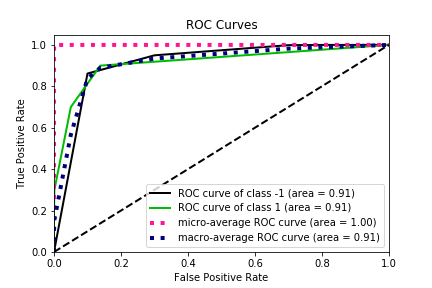 ROC Curves
True Positive Rate
1.0
0.8
0.6
0.4
0.2
0.0
ROC curve of class -1 (area = 0.91)
ROC curve of class 1 (area = 0.91)
micro-average ROC curve (area = 1.00)
macro-average ROC curve (area = 0.91)
0.0 0.2 0.4 0.6 0.8 1.0
False Positive Rate